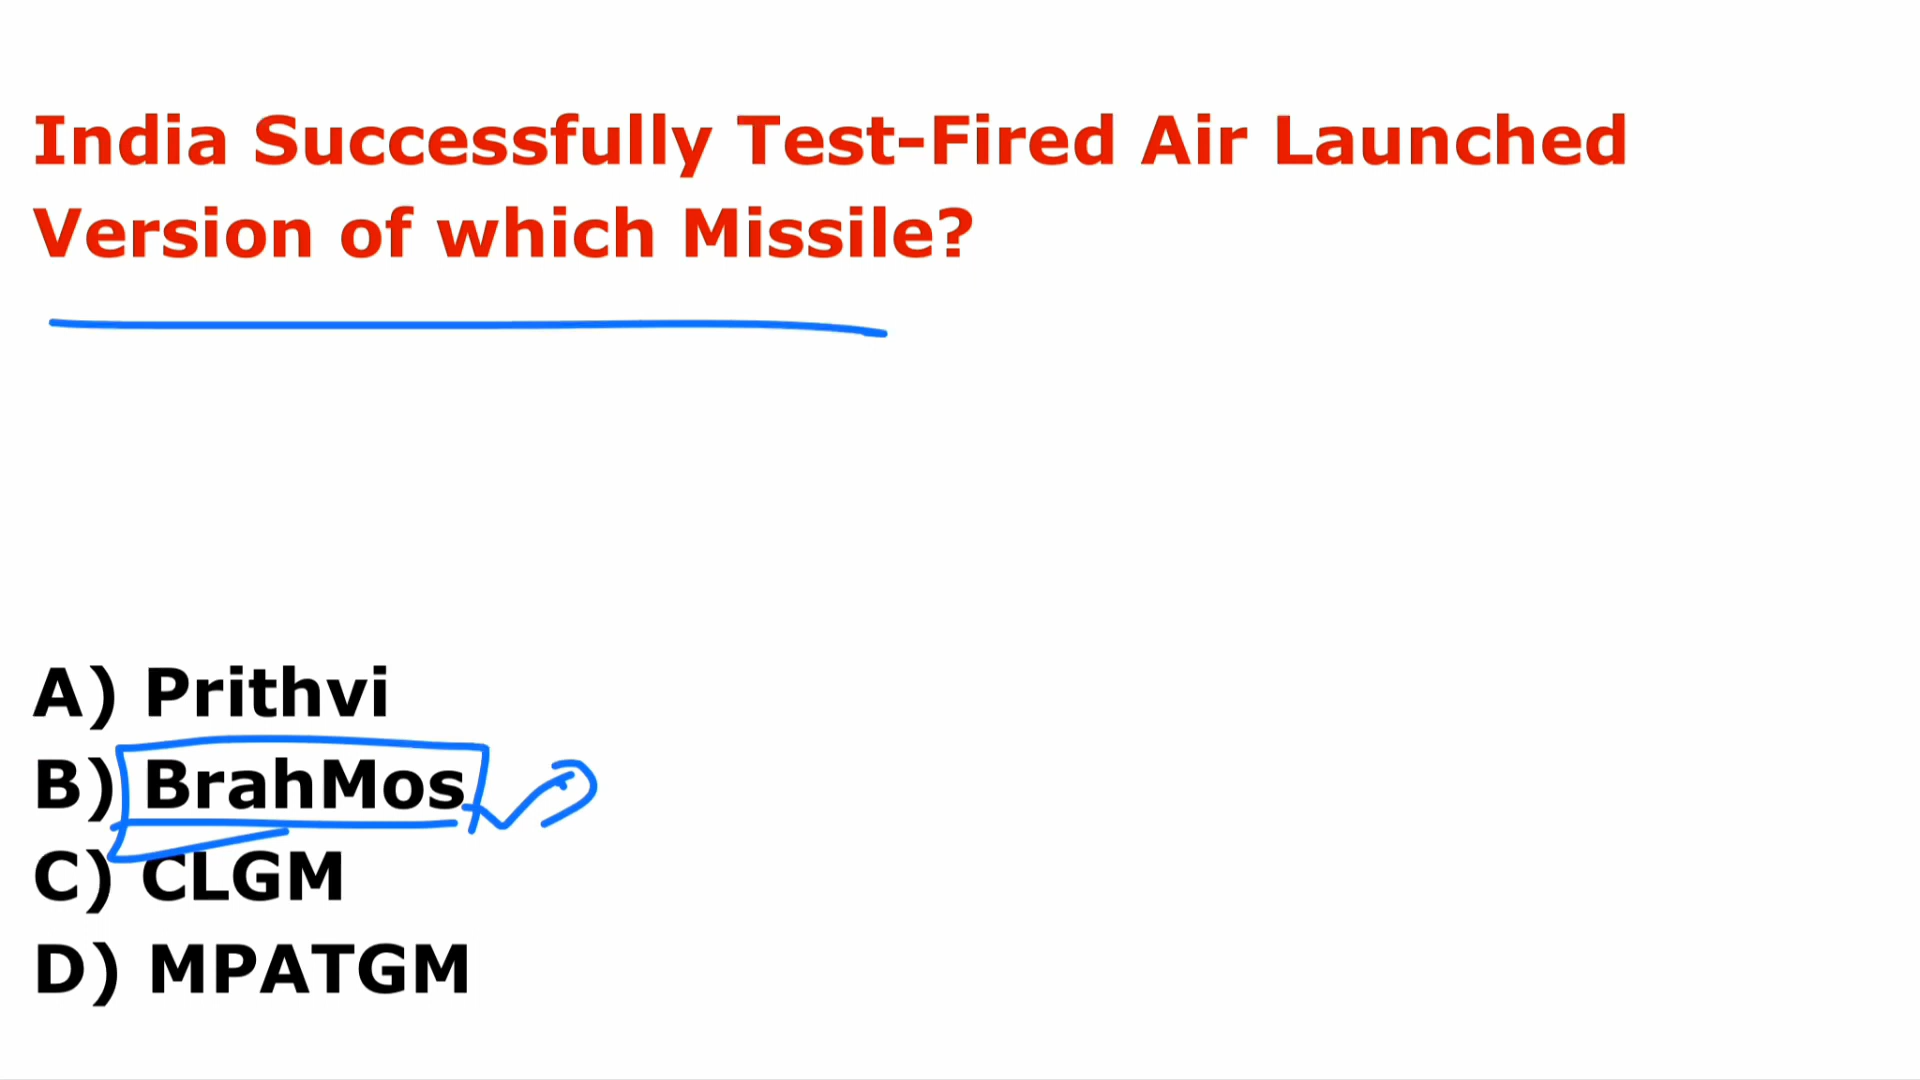 India Successfully Test-Fired Air Launched
Version of which Missile?
A) Prithvi
B) BrahMos
C) CLGM
D) MPATGM